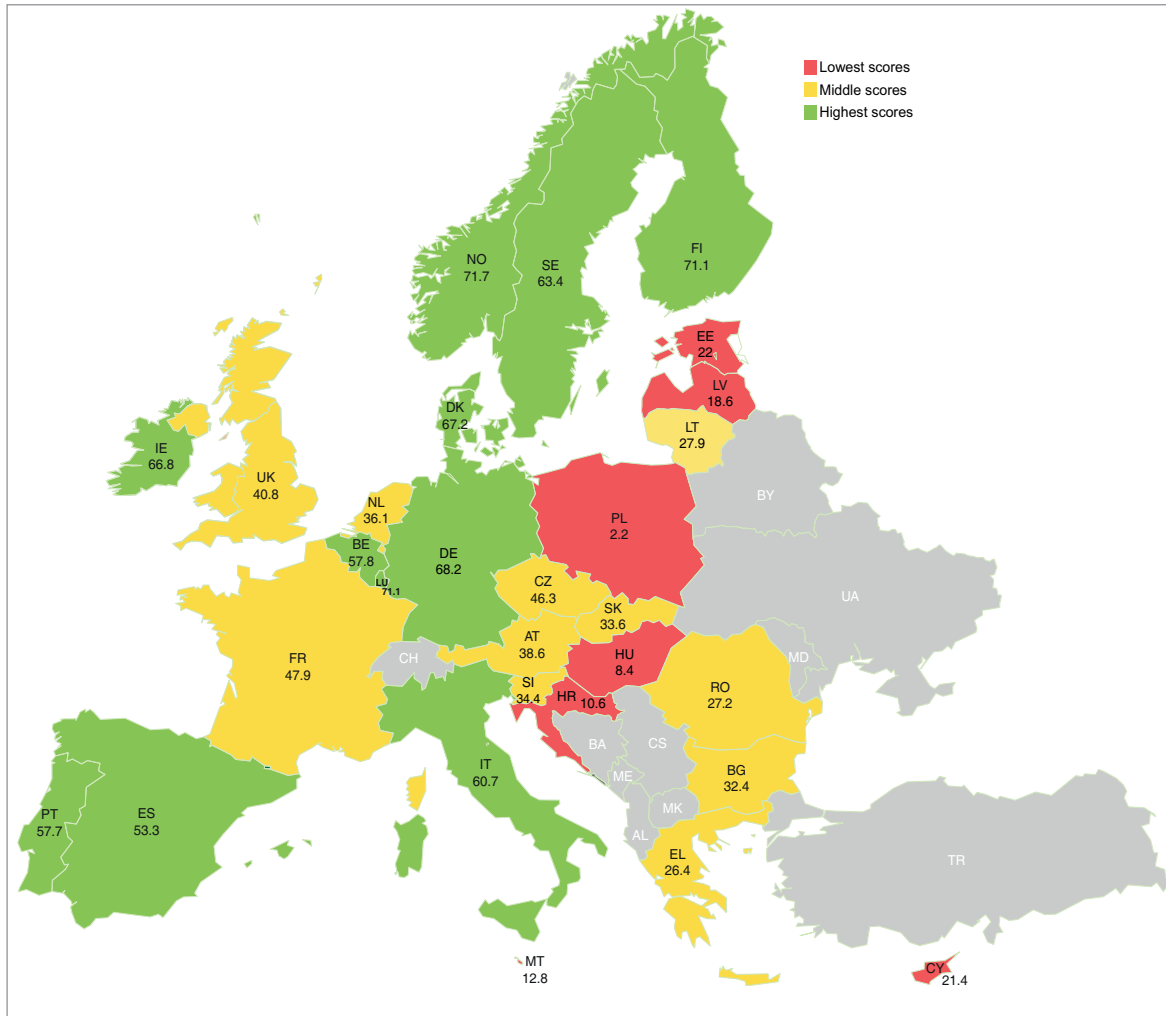 Lowest scores
Middle scores
Highest scores
NO
71.7
SE
63.4
FI
71.1
EE
22
LV
18.6
LT
27.9
DK
67.2
IE
66.8
UK
40.8
NL
36.1
BE
57.8
LU
71.1
DE
68.2
PL
2.2
BY
CZ
46.3
SK
33.6
UA
AT
38.6
HU
8.4
MD
FR
47.9
CH
SI
34.4
HR 10.6
RO
27.2
BA
CS
ME
BG
32.4
MK
AL
IT
60.7
PT
57.7
ES
53.3
EL
26.4
TR
MT
12.8
CY
21.4